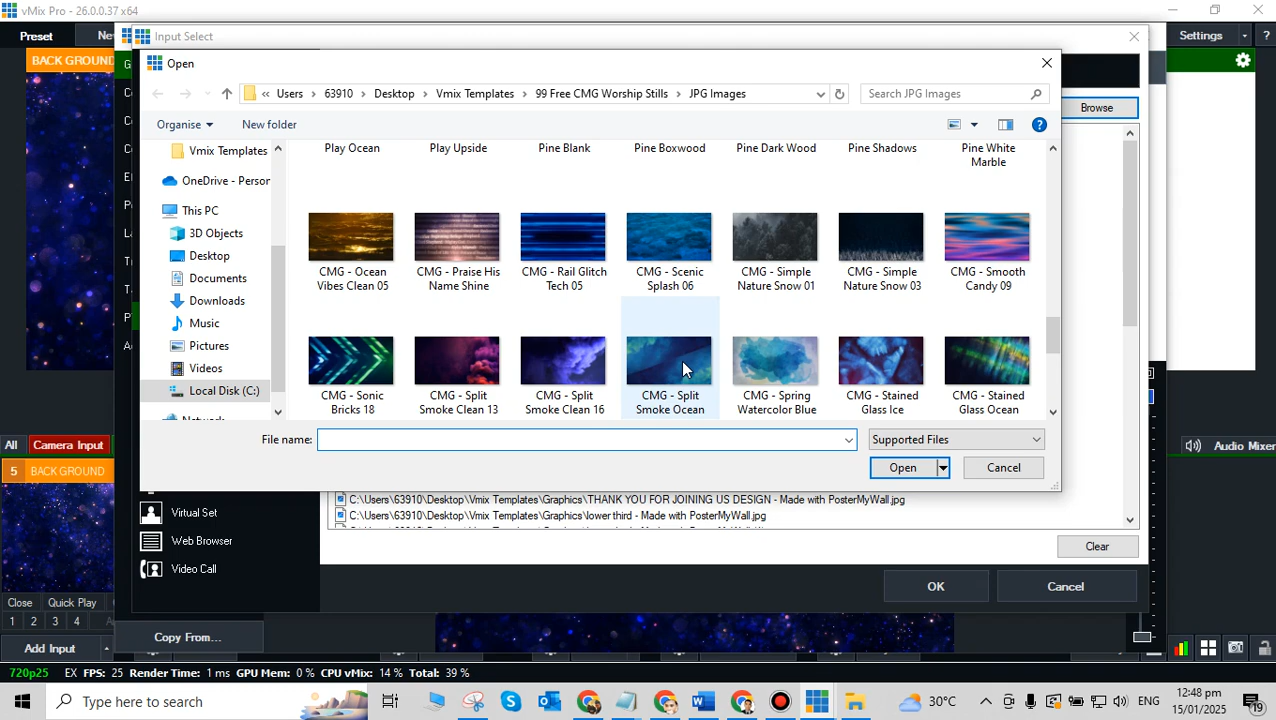 vMix Pro - 26.0.0.37 x64
Preset
Input Select
Settings
?
BACK GROUND
Open
Users > 63910 > Desktop > Vmix Templates > 99 Free CMG Worship Stills > JPG Images
Search JPG Images
Browse
Organise
New folder
Vmix Templates
OneDrive - Person
This PC
3D Objects
Desktop
Documents
Downloads
Music
Pictures
Videos
Local Disk (C:)
Play Ocean
Play Upside
Pine Blank
Pine Boxwood
Pine Dark Wood
Pine Shadows
Pine White Marble
CMG - Ocean Vibes Clean 05
CMG - Praise His Name Shine
CMG - Rail Glitch Tech 05
CMG - Scenic Splash 06
CMG - Simple Nature Snow 01
CMG - Simple Nature Snow 03
CMG - Smooth Candy 09
CMG - Sonic Bricks 18
CMG - Split Smoke Clean 13
CMG - Split Smoke Clean 16
CMG - Split Smoke Ocean
CMG - Spring Watercolor Blue
CMG - Stained Glass Ice
CMG - Stained Glass Ocean
File name:
Supported Files
Open
Cancel
All
Camera Input
Audio Mixer
5 BACK GROUND
C:\Users\63910\Desktop\Vmix Templates\Graphics\THANK YOU FOR JOINING US DESIGN - Made with PosterMyWall.jpg
C:\Users\63910\Desktop\Vmix Templates\Graphics\lower third - Made with PosterMyWall.jpg
Virtual Set
Web Browser
Video Call
Clear
OK
Cancel
Close
Quick Play
1 2 3 4
Copy From...
Add Input
720p25 EX FPS: 25 Render Time: 1 ms GPU Mem: 0 % CPU vMix: 14 % Total: 39 %
Type here to search
30°C
ENG
12:48 pm
15/01/2025
19